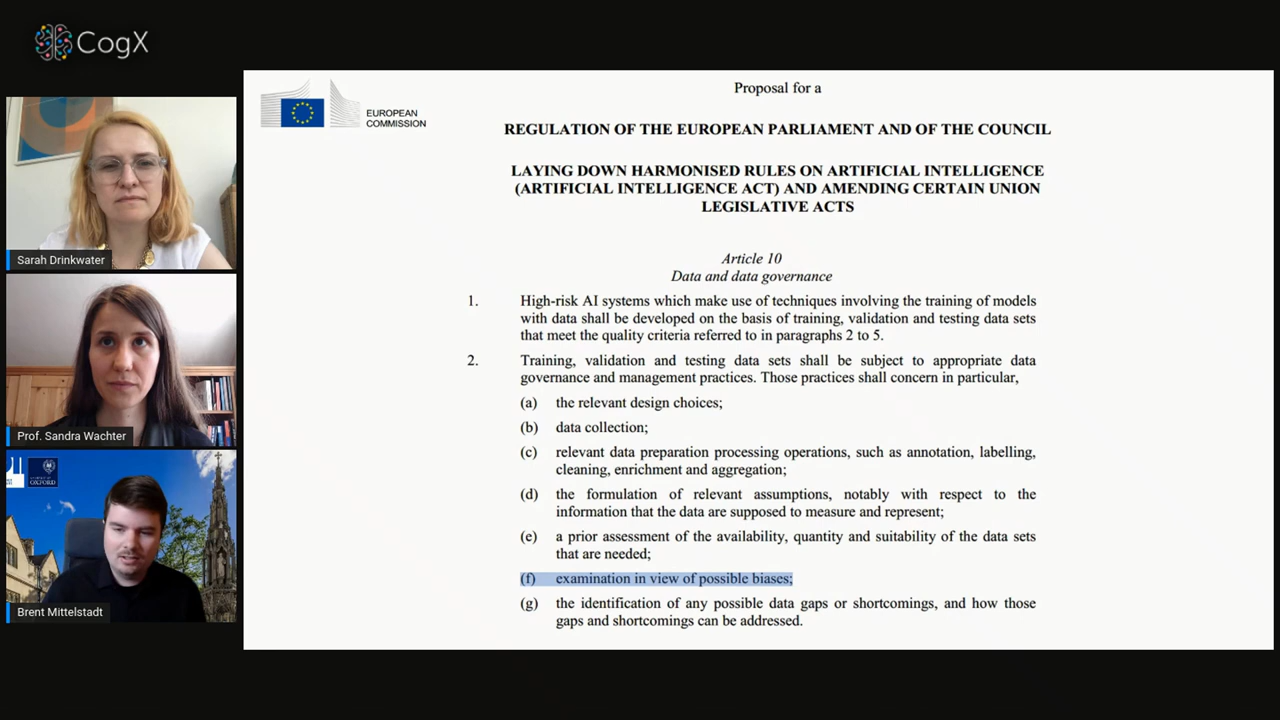 CogX
Sarah Drinkwater
Prof. Sandra Wachter
Brent Mittelstadt
EUROPEAN
COMMISSION
Proposal for a
REGULATION OF THE EUROPEAN PARLIAMENT AND OF THE COUNCIL
LAYING DOWN HARMONISED RULES ON ARTIFICIAL INTELLIGENCE
(ARTIFICIAL INTELLIGENCE ACT) AND AMENDING CERTAIN UNION
LEGISLATIVE ACTS
Article 10
Data and data governance
1. High-risk AI systems which make use of techniques involving the training of models
with data shall be developed on the basis of training, validation and testing data sets
that meet the quality criteria referred to in paragraphs 2 to 5.
2. Training, validation and testing data sets shall be subject to appropriate data
governance and management practices. Those practices shall concern in particular,
(a) the relevant design choices;
(b) data collection;
(c) relevant data preparation processing operations, such as annotation, labelling,
cleaning, enrichment and aggregation;
(d) the formulation of relevant assumptions, notably with respect to the
information that the data are supposed to measure and represent;
(e) a prior assessment of the availability, quantity and suitability of the data sets
that are needed;
(f) examination in view of possible biases;
(g) the identification of any possible data gaps or shortcomings, and how those
gaps and shortcomings can be addressed.